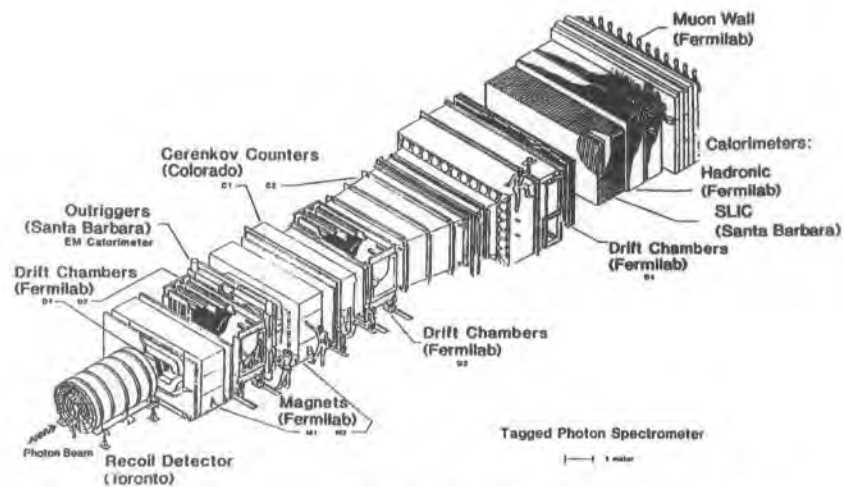 Muon Wall
(Fermilab)
Calorimeters:
Hadronic
(Fermilab)
SLIC
(Santa Barbara)
Cerenkov Counters
(Colorado)
C1 C2
Outriggers
(Santa Barbara)
EM Calorimeter
Drift Chambers
(Fermilab)
D1 D2
Drift Chambers
(Fermilab)
D4
Drift Chambers
(Fermilab)
D3
Magnets
(Fermilab)
M1 M2
Photon Beam
Recoil Detector
(Toronto)
Tagged Photon Spectrometer
1 meter